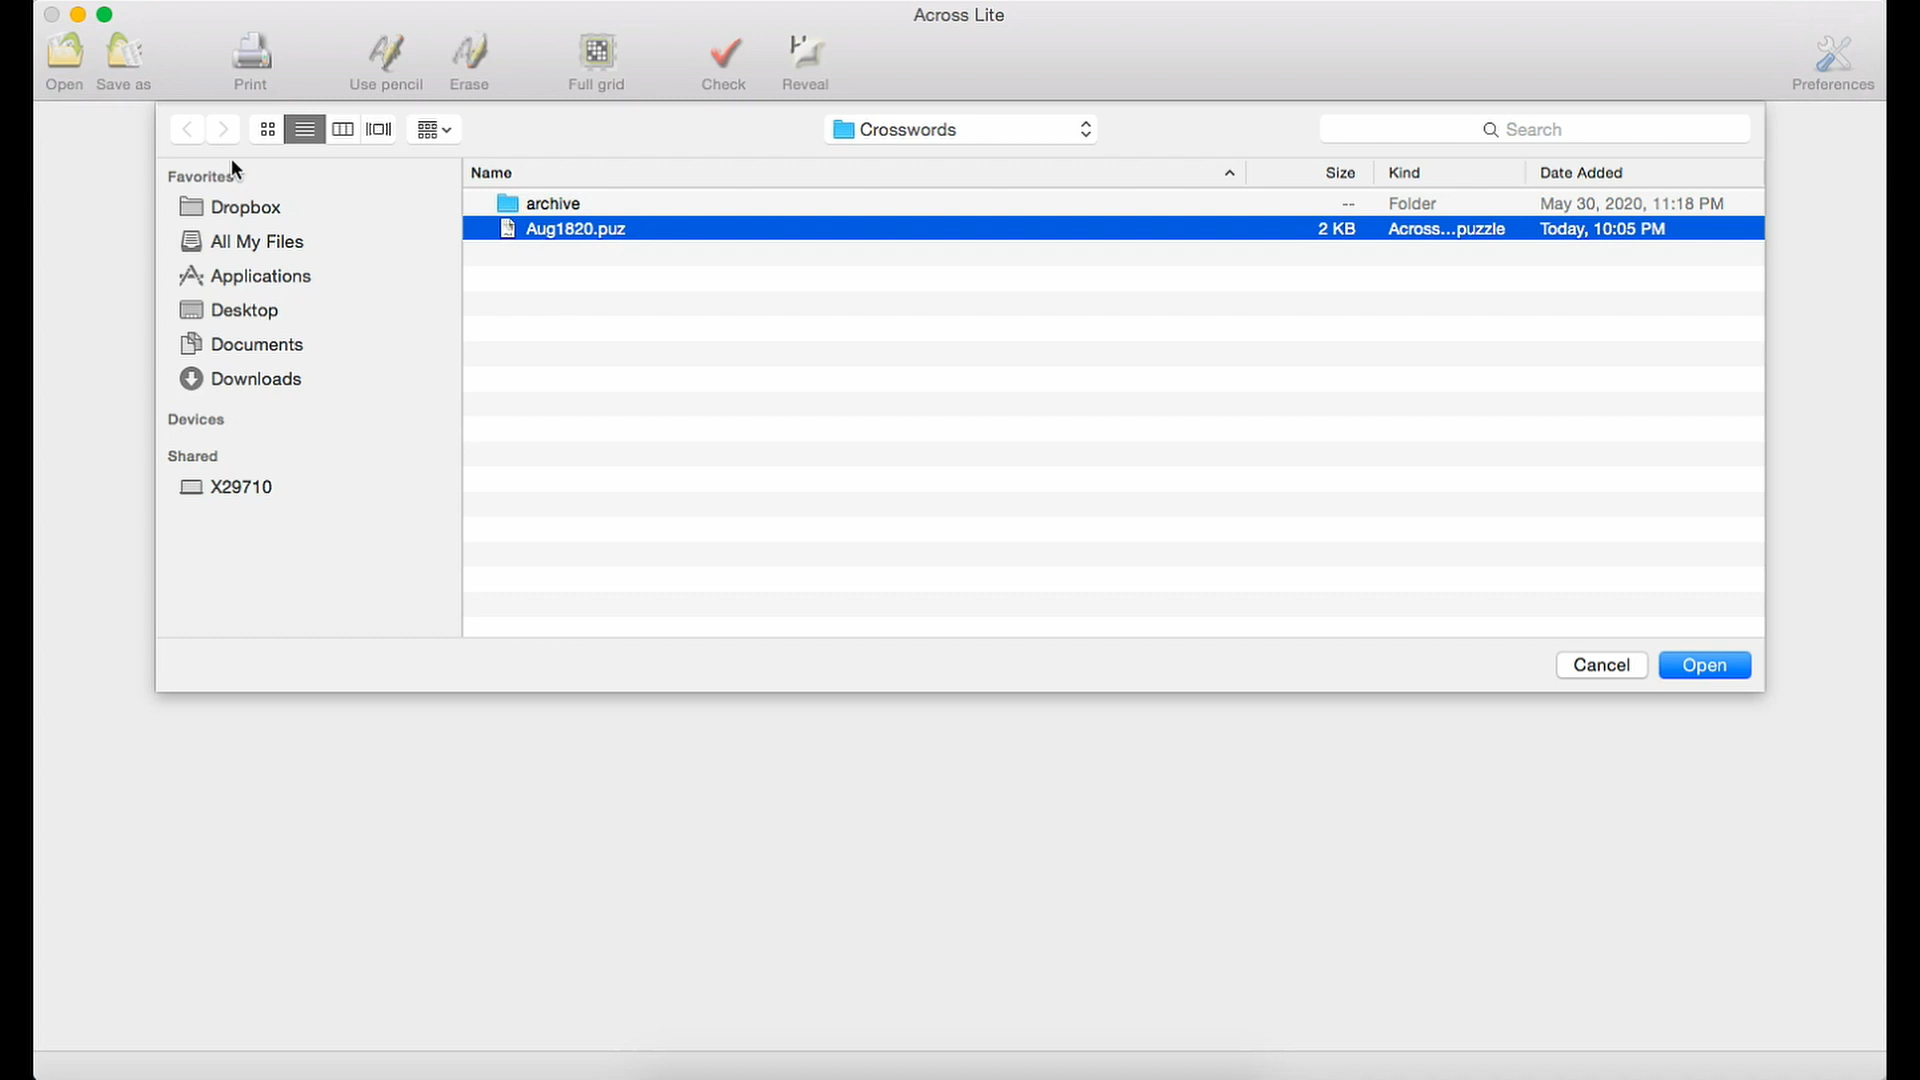 Across Lite
Open Save as Print Use pencil Erase Full grid Check Reveal Preferences
Crosswords
Search
Favorites
Dropbox
All My Files
Applications
Desktop
Documents
Downloads
Devices
Shared
X29710
Name Size Kind Date Added
archive -- Folder May 30, 2020, 11:18 PM
Aug1820.puz 2 KB Across...puzzle Today, 10:05 PM
Cancel Open